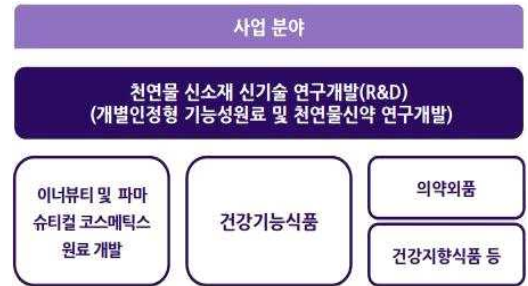 사업 분야
천연물 신소재 신기술 연구개발(R&D)
(개별인정형 기능성원료 및 천연물신약 연구개발)
이너뷰티 및 파마
슈티컬 코스메틱스
원료 개발
건강기능식품
의약외품
건강지향식품 등